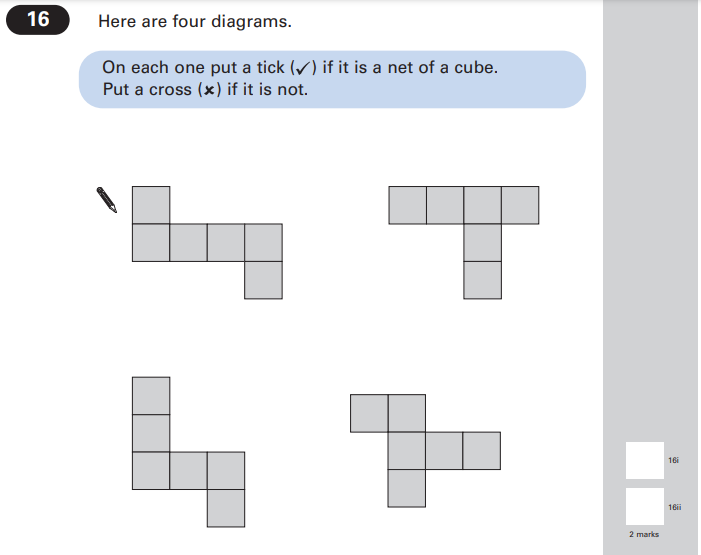 16
Here are four diagrams.
On each one put a tick (✓) if it is a net of a cube.
Put a cross (✗) if it is not.
16i
16ii
2 marks